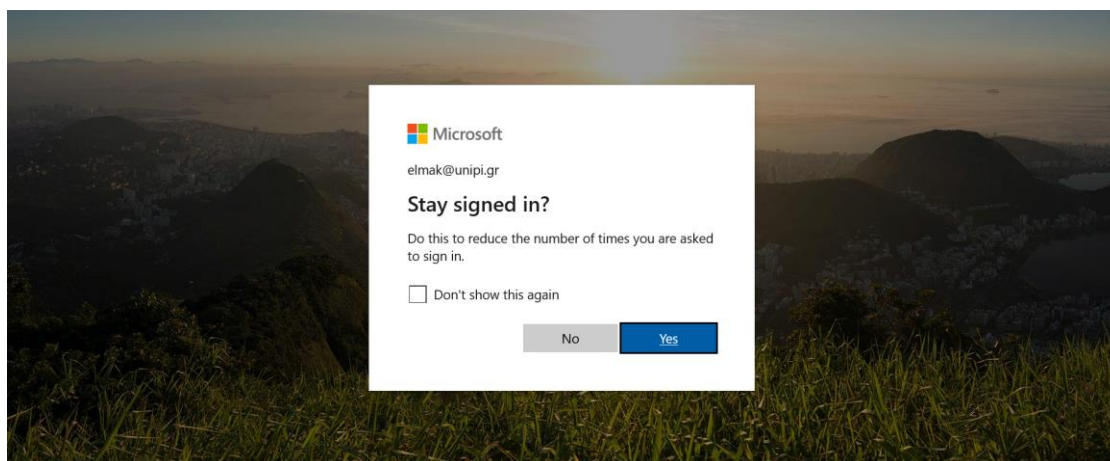 Microsoft
elmak@unipi.gr
Stay signed in?
Do this to reduce the number of times you are asked
to sign in.
Don't show this again
No
Yes